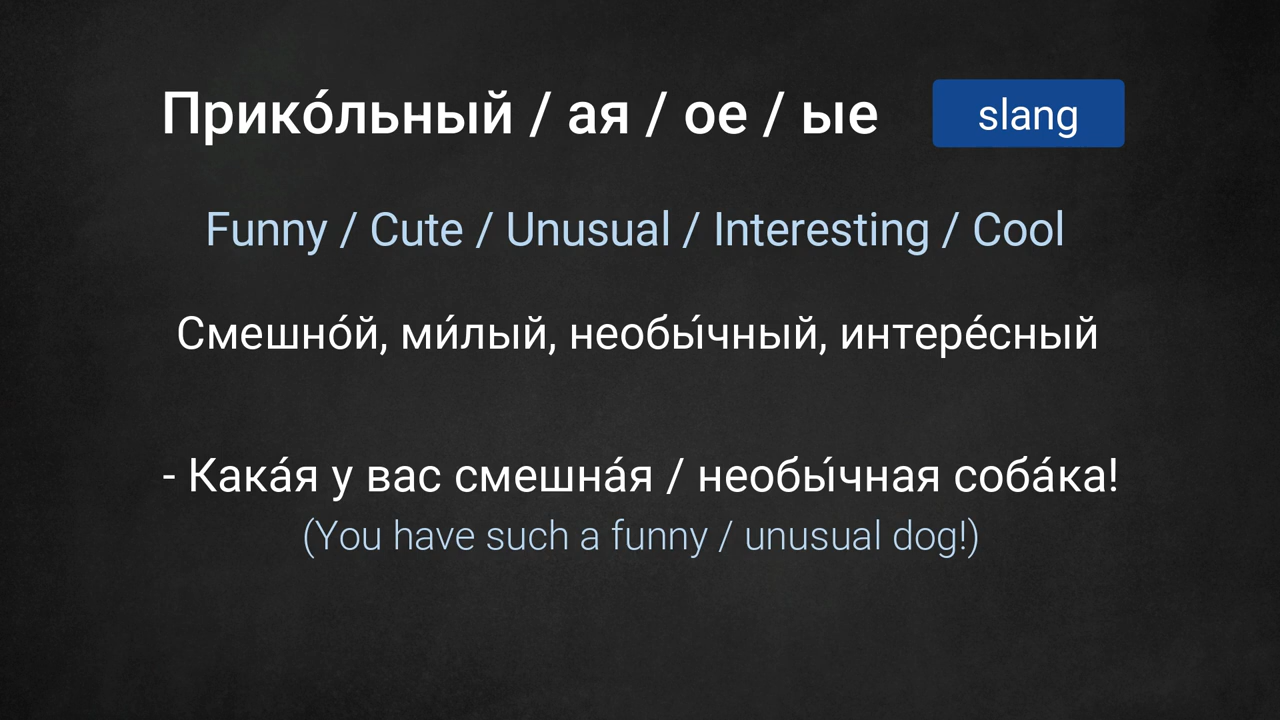 Прико́льный / ая / ое / ые slang
Funny / Cute / Unusual / Interesting / Cool
Смешно́й, ми́лый, необы́чный, интере́сный
- Кака́я у вас смешна́я / необы́чная соба́ка!
(You have such a funny / unusual dog!)